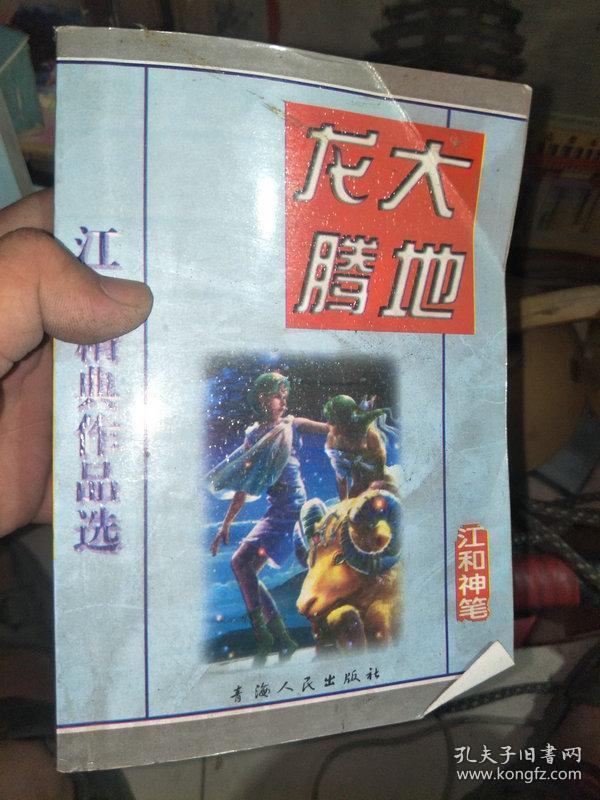 龙腾
大地
江 精典作品选
江和神笔
青海人民出版社
孔夫子旧书网
www.kongfz.com